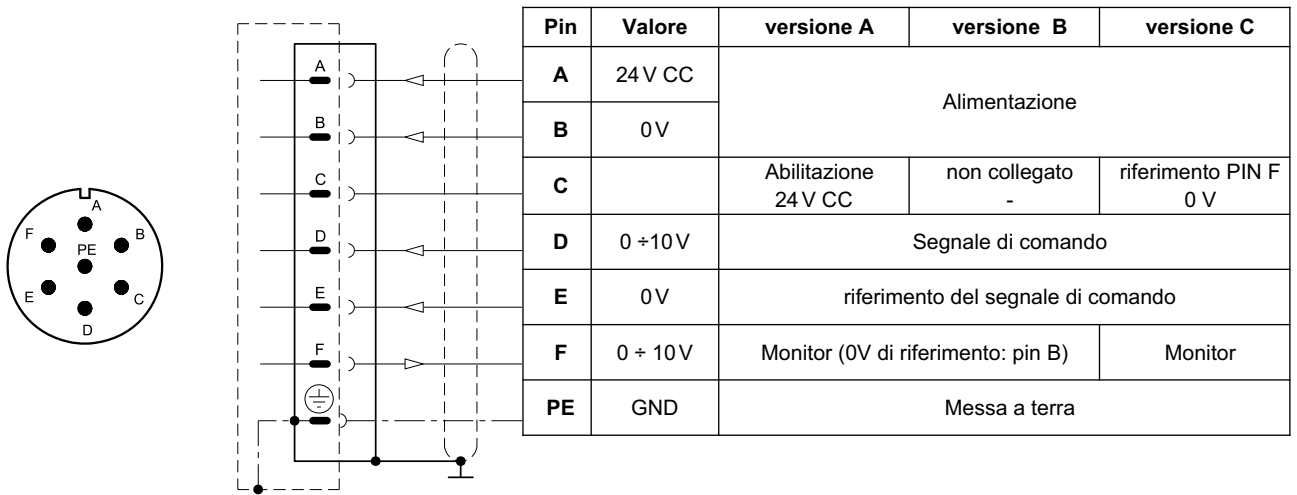 A
B
C
D
E
F
PE
A
B
C
D
E
F
Pin Valore versione A versione B versione C
A 24 V CC Alimentazione
B 0 V
C Abilitazione 24 V CC non collegato - riferimento PIN F 0 V
D 0 ÷10 V Segnale di comando
E 0 V riferimento del segnale di comando
F 0 ÷ 10 V Monitor (0V di riferimento: pin B) Monitor
PE GND Messa a terra